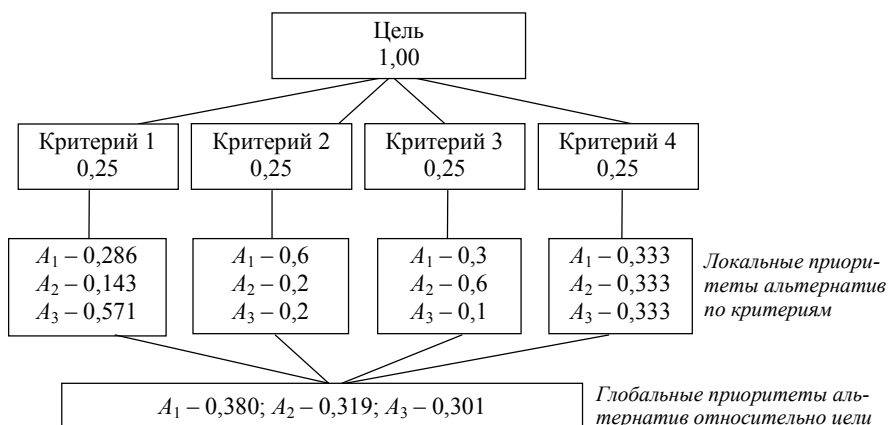 Цель
1,00
Критерий 1
0,25
Критерий 2
0,25
Критерий 3
0,25
Критерий 4
0,25
A₁ – 0,286
A₂ – 0,143
A₃ – 0,571
A₁ – 0,6
A₂ – 0,2
A₃ – 0,2
A₁ – 0,3
A₂ – 0,6
A₃ – 0,1
A₁ – 0,333
A₂ – 0,333
A₃ – 0,333
Локальные приори-
теты альтернатив
по критериям
A₁ – 0,380; A₂ – 0,319; A₃ – 0,301
Глобальные приоритеты аль-
тернатив относительно цели